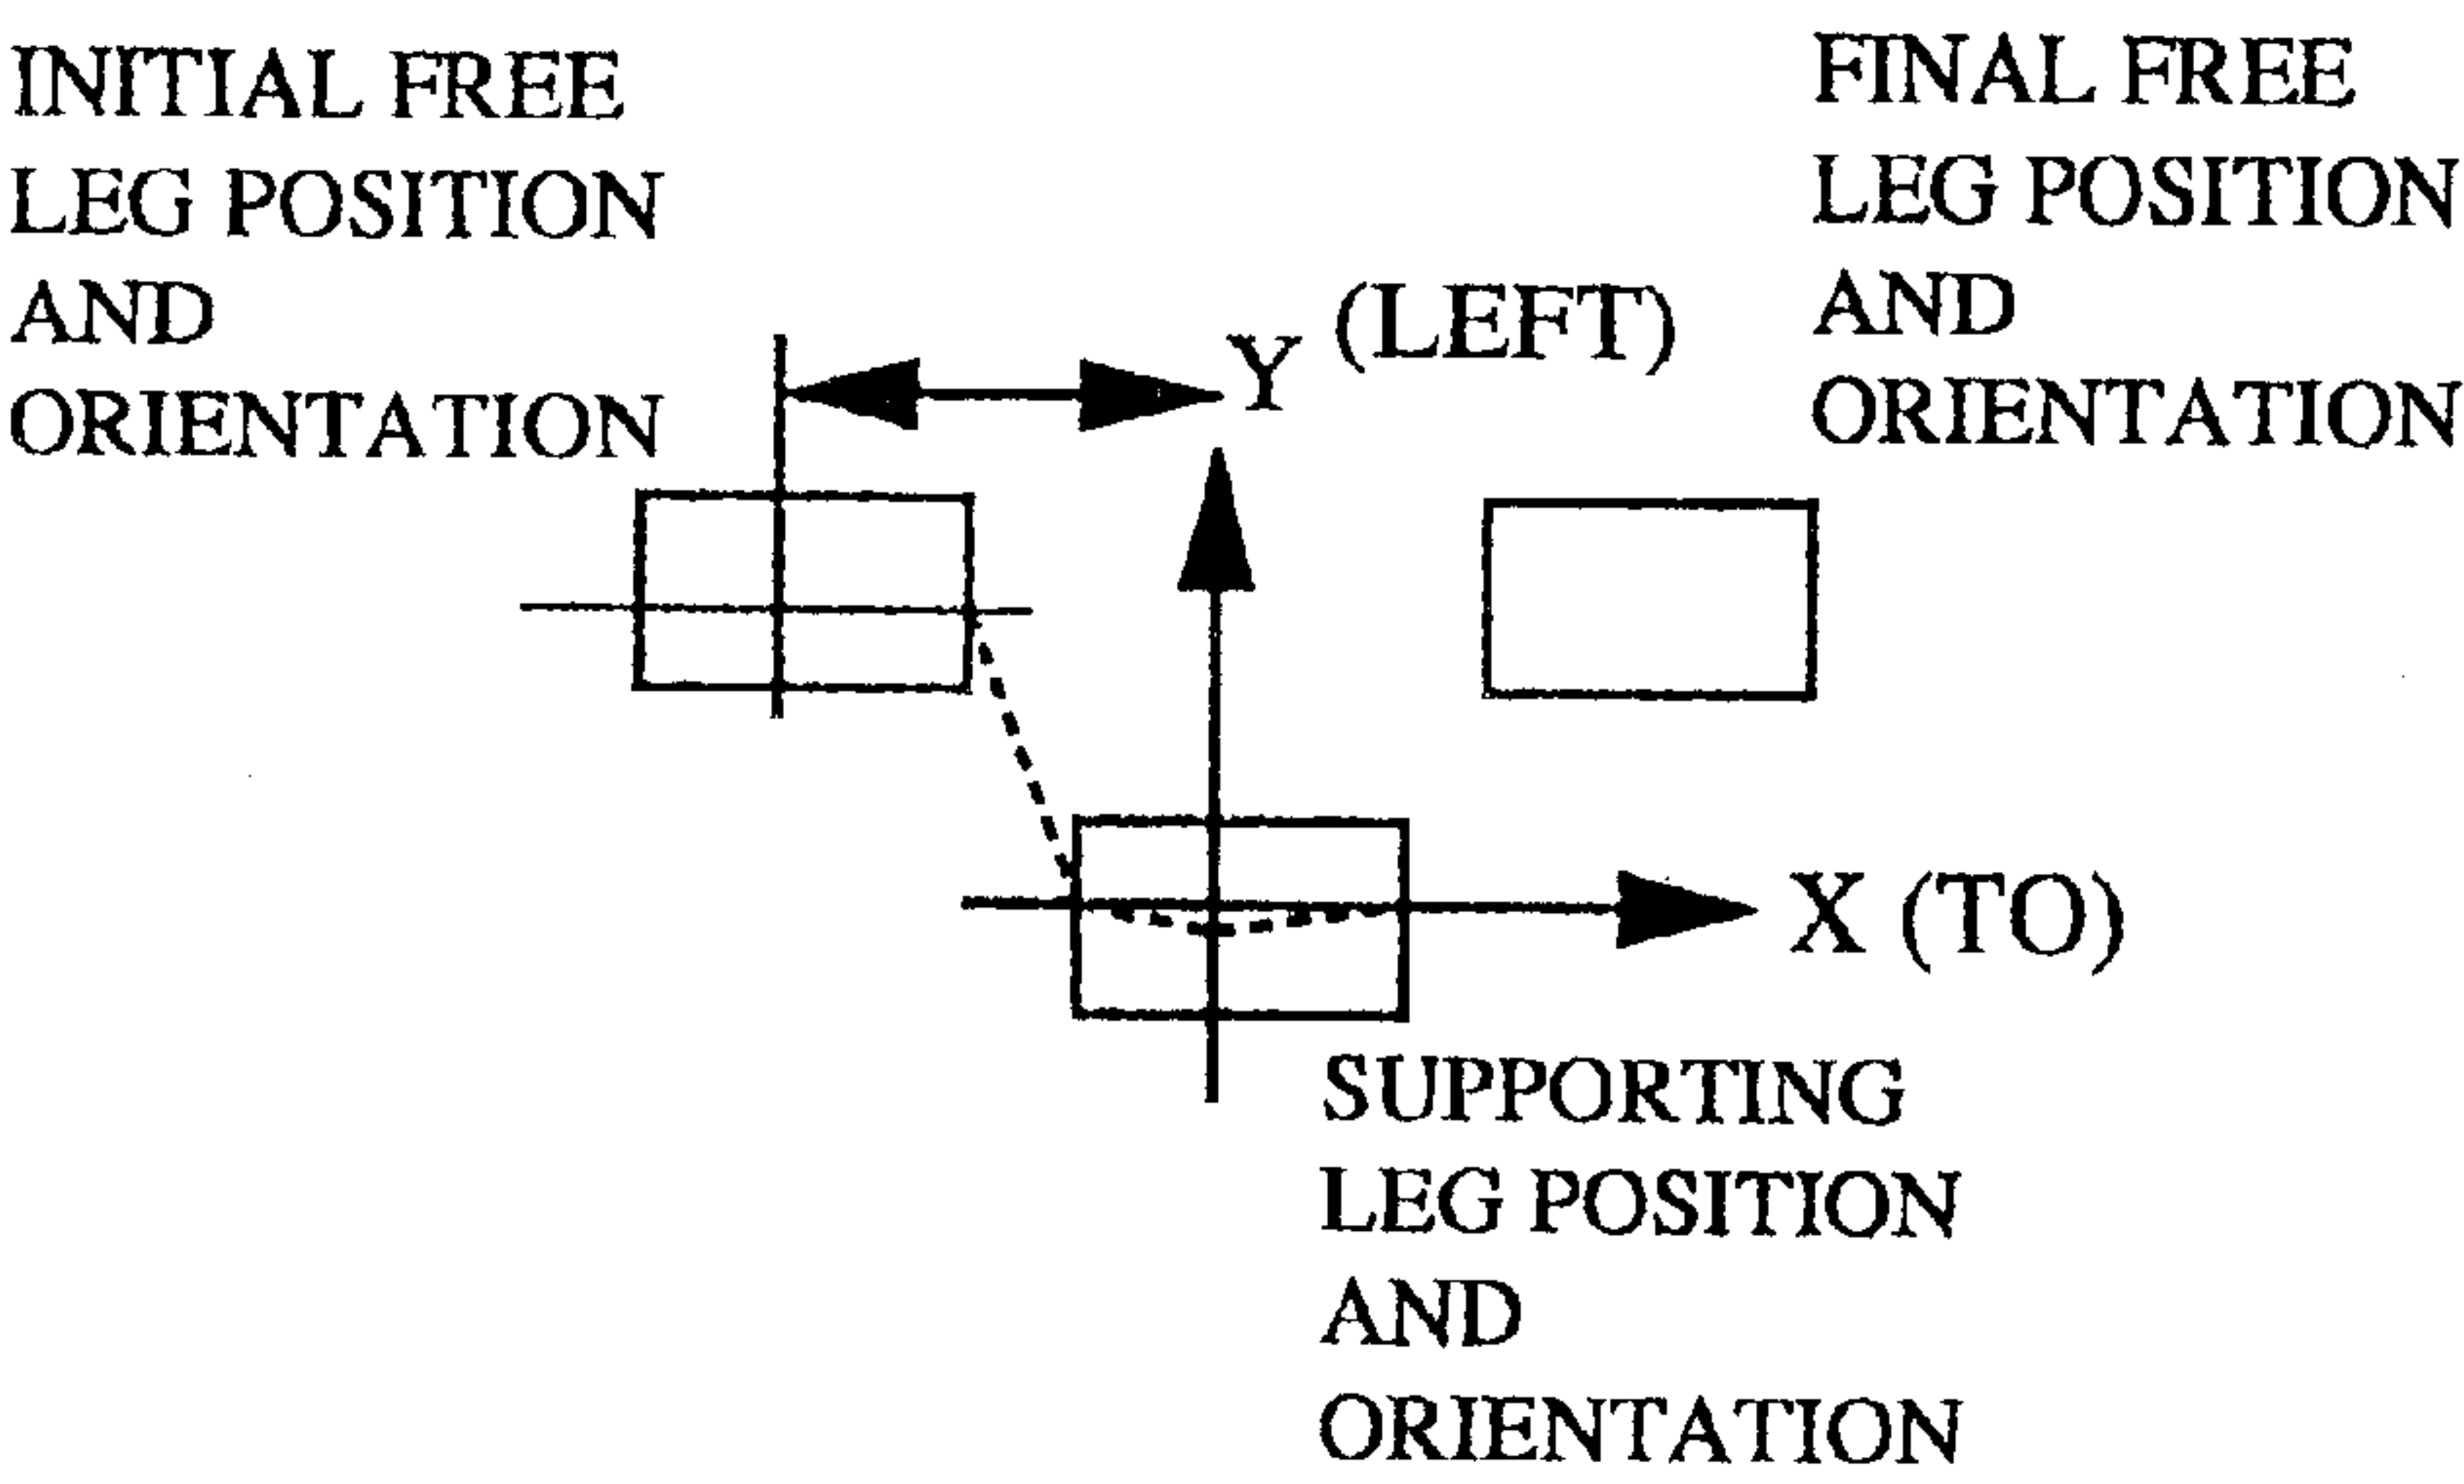 INITIAL FREE
LEG POSITION
AND
ORIENTATION
FINAL FREE
LEG POSITION
AND
ORIENTATION
Y (LEFT)
X (TO)
SUPPORTING
LEG POSITION
AND
ORIENTATION